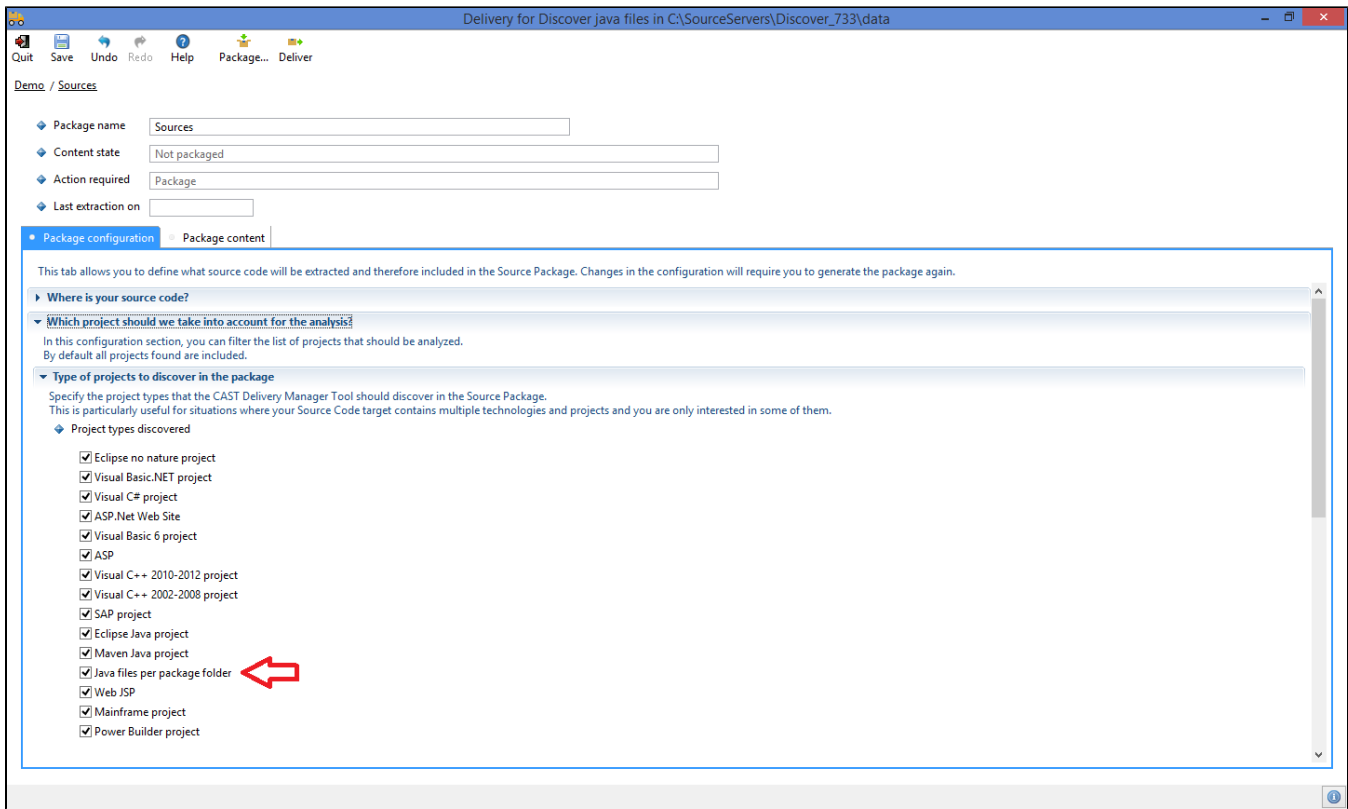 Delivery for Discover java files in C:\SourceServers\Discover_733\data
Quit Save Undo Redo Help Package... Deliver
Demo / Sources
Package name Sources
Content state Not packaged
Action required Package
Last extraction on
Package configuration Package content
This tab allows you to define what source code will be extracted and therefore included in the Source Package. Changes in the configuration will require you to generate the package again.
Where is your source code?
Which project should we take into account for the analysis?
In this configuration section, you can filter the list of projects that should be analyzed.
By default all projects found are included.
Type of projects to discover in the package
Specify the project types that the CAST Delivery Manager Tool should discover in the Source Package.
This is particularly useful for situations where your Source Code target contains multiple technologies and projects and you are only interested in some of them.
Project types discovered
Eclipse no nature project
Visual Basic.NET project
Visual C# project
ASP.Net Web Site
Visual Basic 6 project
ASP
Visual C++ 2010-2012 project
Visual C++ 2002-2008 project
SAP project
Eclipse Java project
Maven Java project
Java files per package folder
Web JSP
Mainframe project
Power Builder project